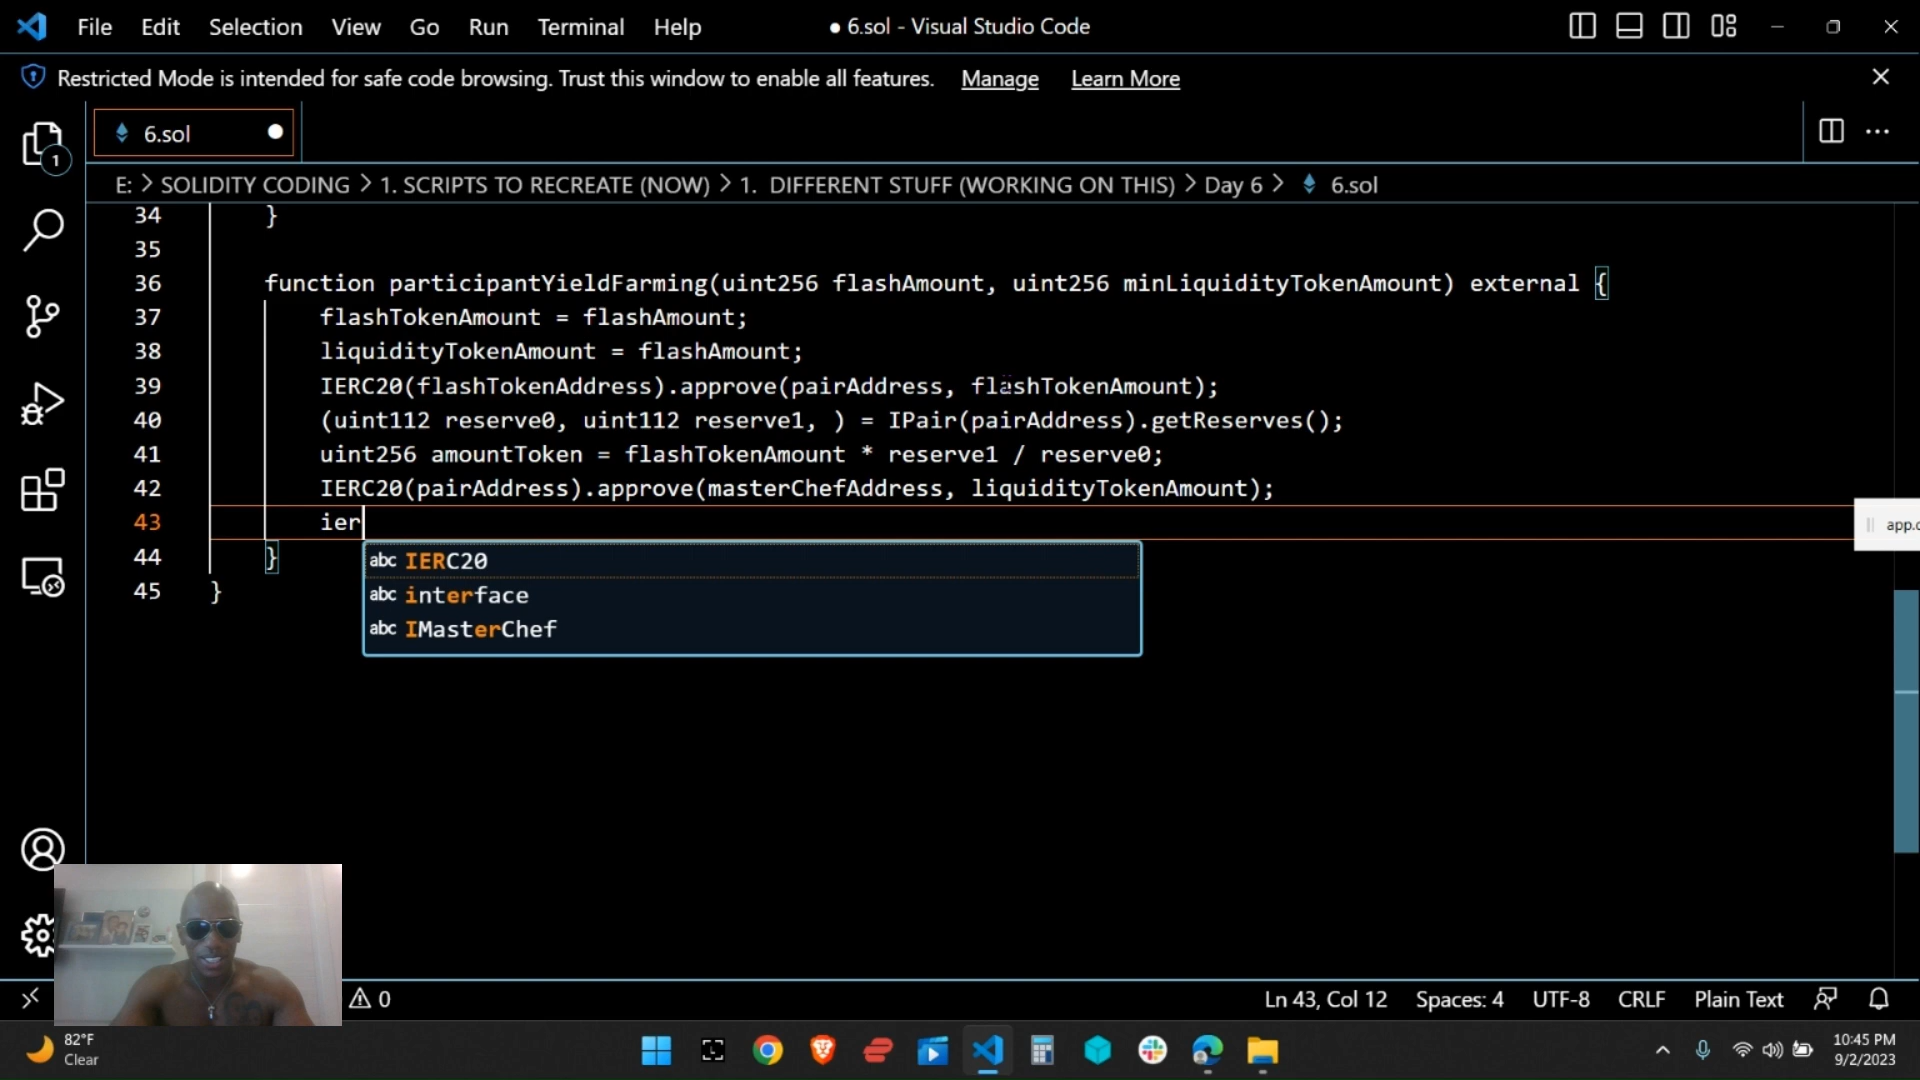 File Edit Selection View Go Run Terminal Help ● 6.sol - Visual Studio Code
Restricted Mode is intended for safe code browsing. Trust this window to enable all features. Manage Learn More
1
6.sol
E: > SOLIDITY CODING > 1. SCRIPTS TO RECREATE (NOW) > 1. DIFFERENT STUFF (WORKING ON THIS) > Day 6 > 6.sol
34 }
35
36 function participantYieldFarming(uint256 flashAmount, uint256 minLiquidityTokenAmount) external {
37 flashTokenAmount = flashAmount;
38 liquidityTokenAmount = flashAmount;
39 IERC20(flashTokenAddress).approve(pairAddress, flashTokenAmount);
40 (uint112 reserve0, uint112 reserve1, ) = IPair(pairAddress).getReserves();
41 uint256 amountToken = flashTokenAmount * reserve1 / reserve0;
42 IERC20(pairAddress).approve(masterChefAddress, liquidityTokenAmount);
43 ier
app.
44 }
abc IERC20
45 }
abc interface
abc IMasterChef
0
Ln 43, Col 12 Spaces: 4 UTF-8 CRLF Plain Text
82°F
Clear
10:45 PM
9/2/2023